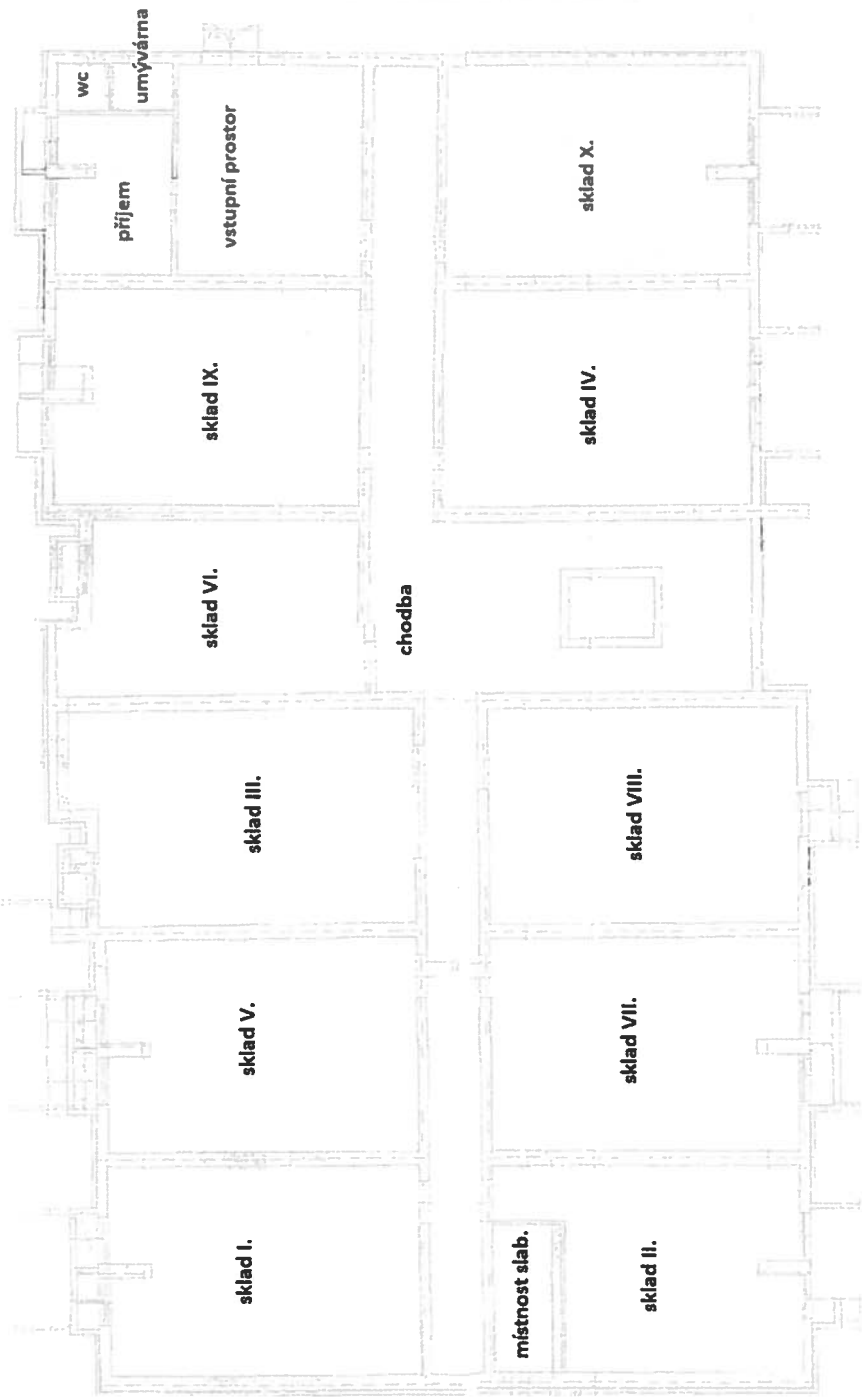 wc
umývárna
příjem
vstupní prostor
sklad X.
sklad IX.
sklad IV.
sklad VI.
chodba
sklad III.
sklad VIII.
sklad V.
sklad VII.
sklad I.
místnost slab.
sklad II.